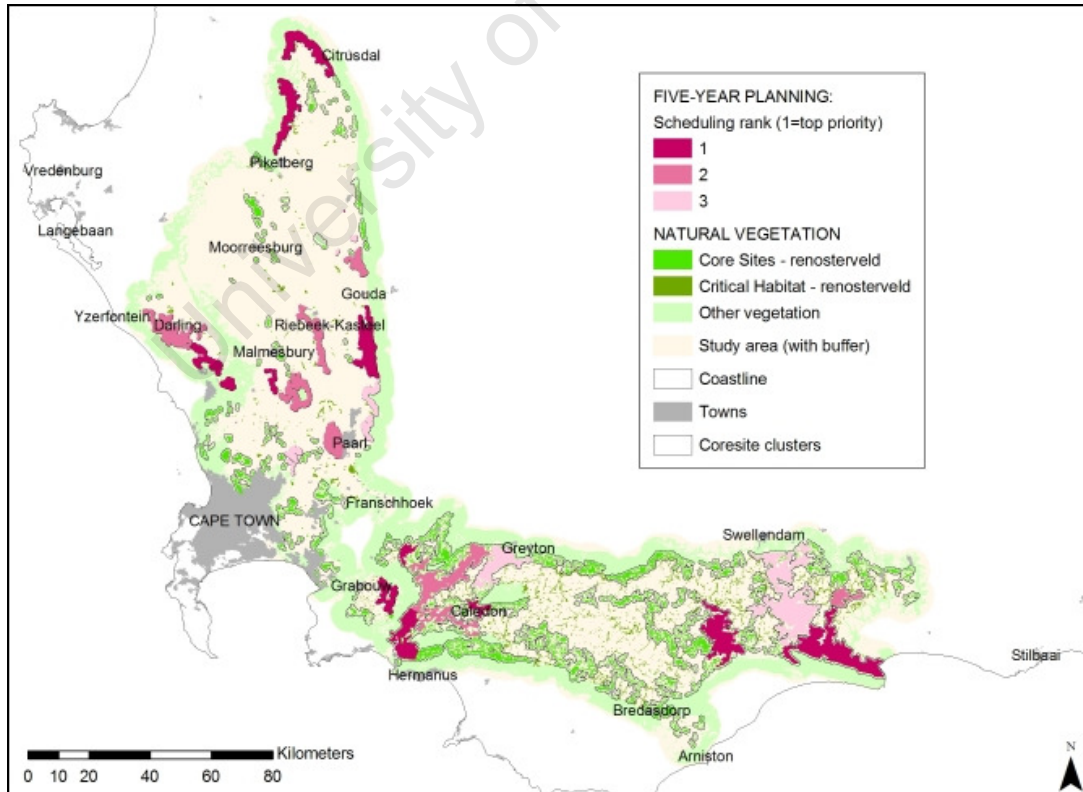 University of
Citrusdal
Piketberg
Vredenburg
Langebaan
Moorreesburg
Gouda
Yzerfontein
Darling
Riebeek-Kasteel
Malmesbury
Paarl
Franschhoek
CAPE TOWN
Grabouw
Greyton
Swellendam
Caledon
Hermanus
Stilbaai
Bredasdorp
Arniston
FIVE-YEAR PLANNING:
Scheduling rank (1=top priority)
1
2
3
NATURAL VEGETATION
Core Sites - renosterveld
Critical Habitat - renosterveld
Other vegetation
Study area (with buffer)
Coastline
Towns
Coresite clusters
Kilometers
0 10 20 40 60 80
N